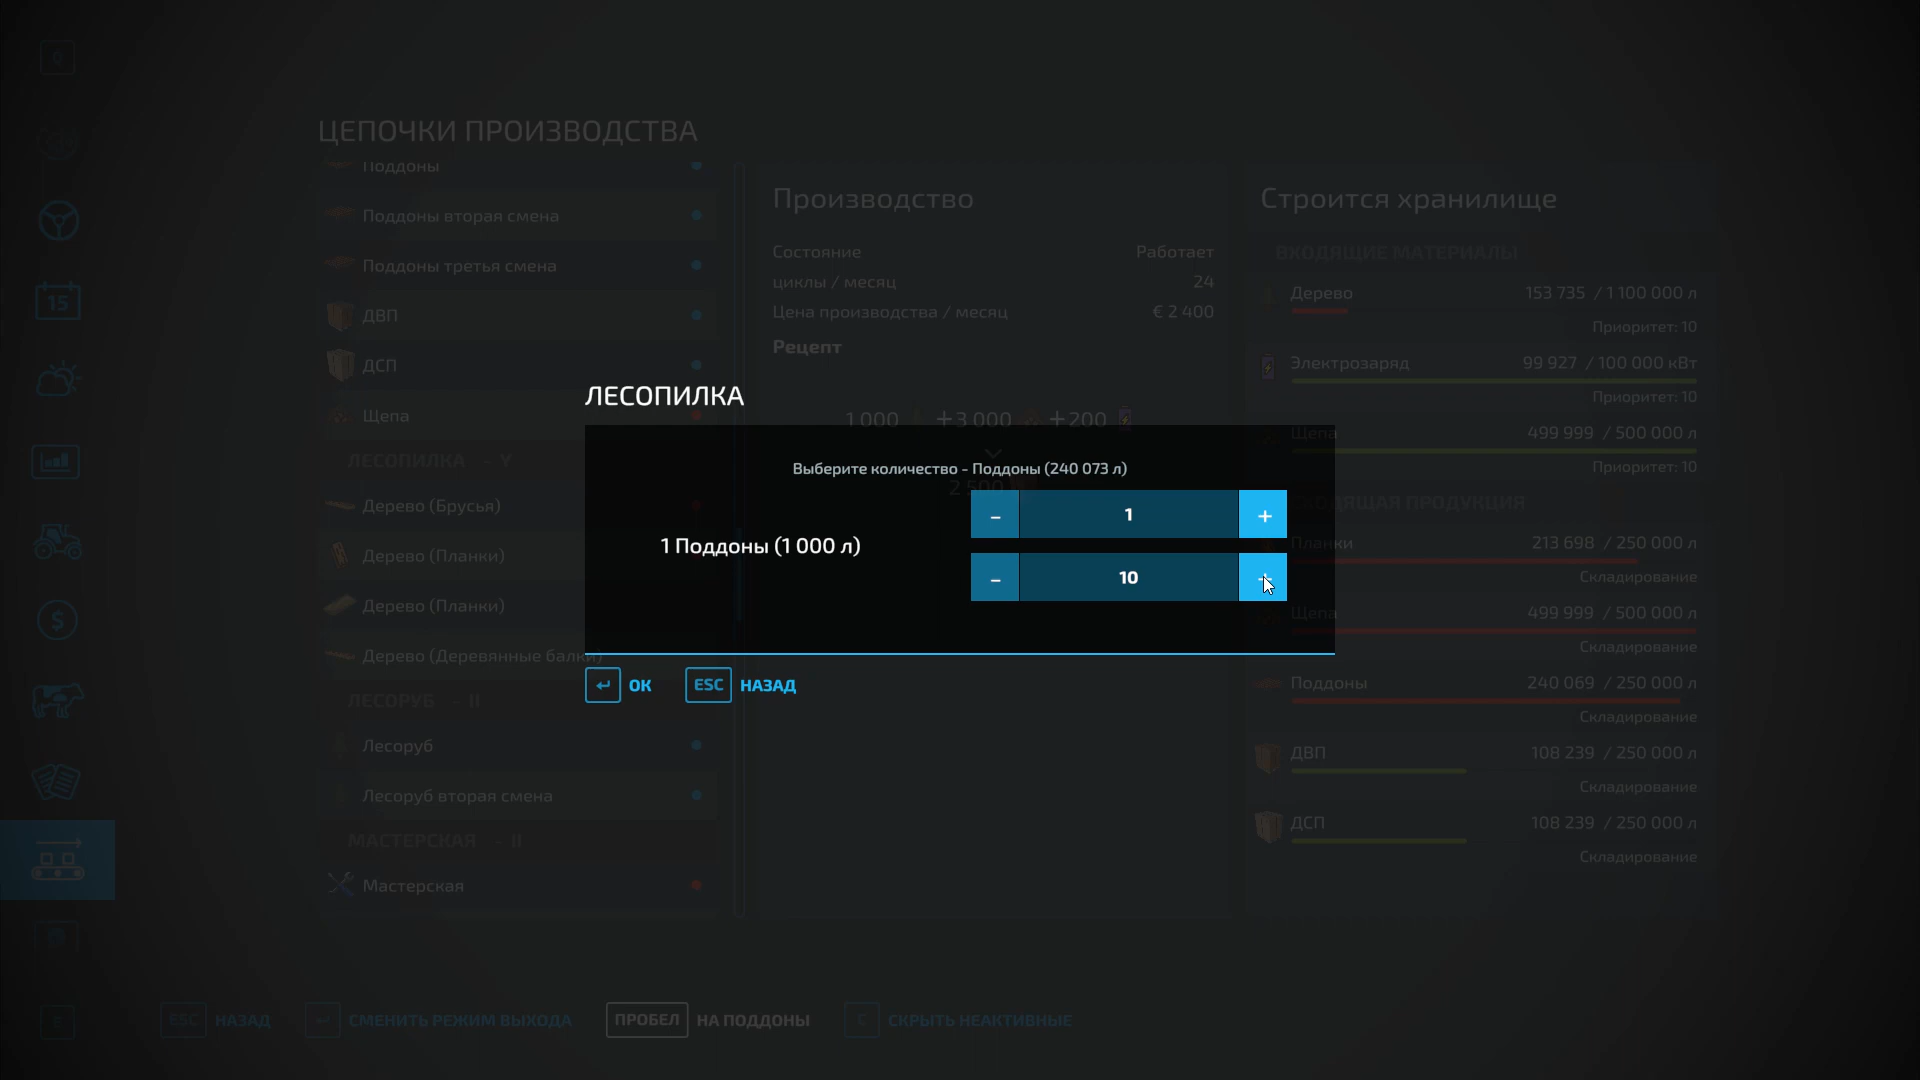 ЦЕПОЧКИ ПРОИЗВОДСТВА
Поддоны
Поддоны вторая смена
Поддоны третья смена
ДВП
ДСП
Щепа
ЛЕСОПИЛКА - Y
Дерево (Брусья)
Дерево (Планки)
Дерево (Планки)
Дерево (Деревянные балки)
ЛЕСОРУБ - II
Лесоруб
Лесоруб вторая смена
МАСТЕРСКАЯ - II
Мастерская
15
Производство
Состояние Работает
циклы / месяц 24
Цена производства / месяц € 2 400
Рецепт
1 000 +3 000 +200
2 500
ЛЕСОПИЛКА
Выберите количество - Поддоны (240 073 л)
1 Поддоны (1 000 л)
- 1 +
- 10 +
OK
ESC НАЗАД
Строится хранилище
ВХОДЯЩИЕ МАТЕРИАЛЫ
Дерево 153 735 / 1 100 000 л
Приоритет: 10
Электрозаряд 99 927 / 100 000 кВт
Приоритет: 10
Щепа 499 999 / 500 000 л
Приоритет: 10
ОДЯЩАЯ ПРОДУКЦИЯ
Планки 213 698 / 250 000 л
Складирование
Щепа 499 999 / 500 000 л
Складирование
Поддоны 240 069 / 250 000 л
Складирование
ДВП 108 239 / 250 000 л
Складирование
ДСП 108 239 / 250 000 л
Складирование
ESC НАЗАД
СМЕНИТЬ РЕЖИМ ВЫХОДА
ПРОБЕЛ НА ПОДДОНЫ
C СКРЫТЬ НЕАКТИВНЫЕ